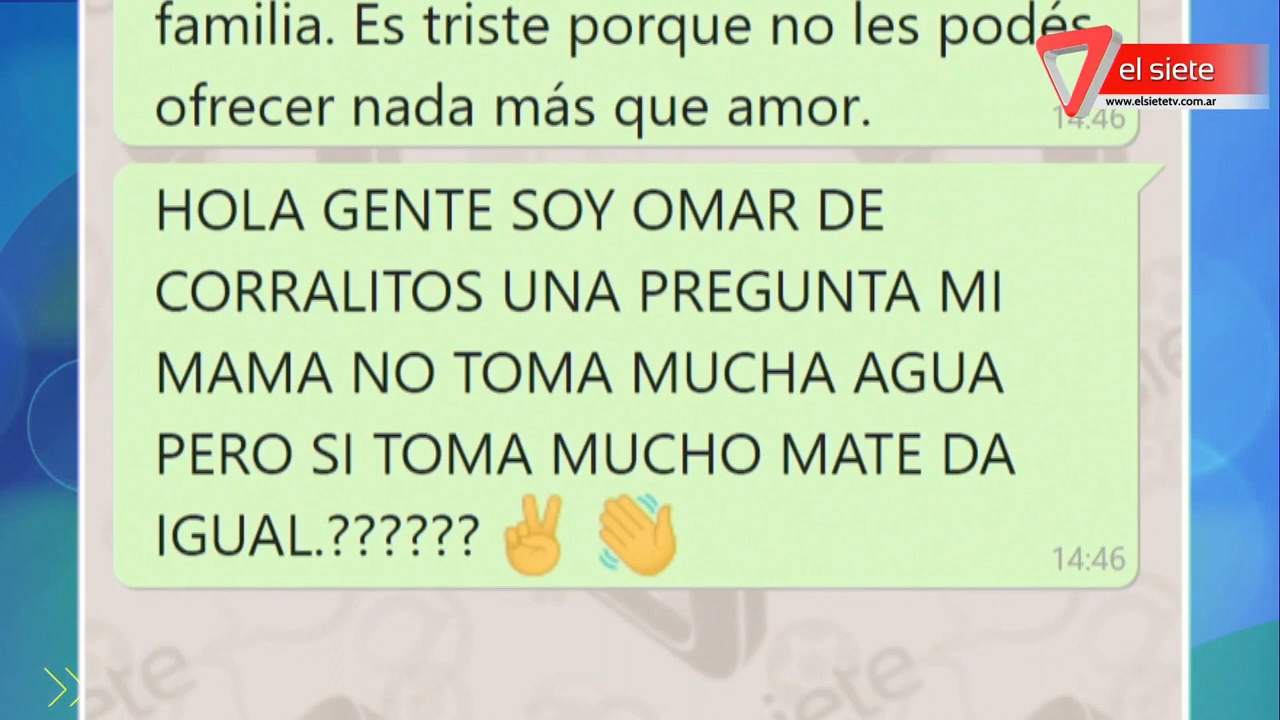 familia. Es triste porque no les podés
ofrecer nada más que amor.
14:46
el siete
www.elsietetv.com.ar
HOLA GENTE SOY OMAR DE
CORRALITOS UNA PREGUNTA MI
MAMA NO TOMA MUCHA AGUA
PERO SI TOMA MUCHO MATE DA
IGUAL.?????? ✌ 👋
14:46
iete
siete